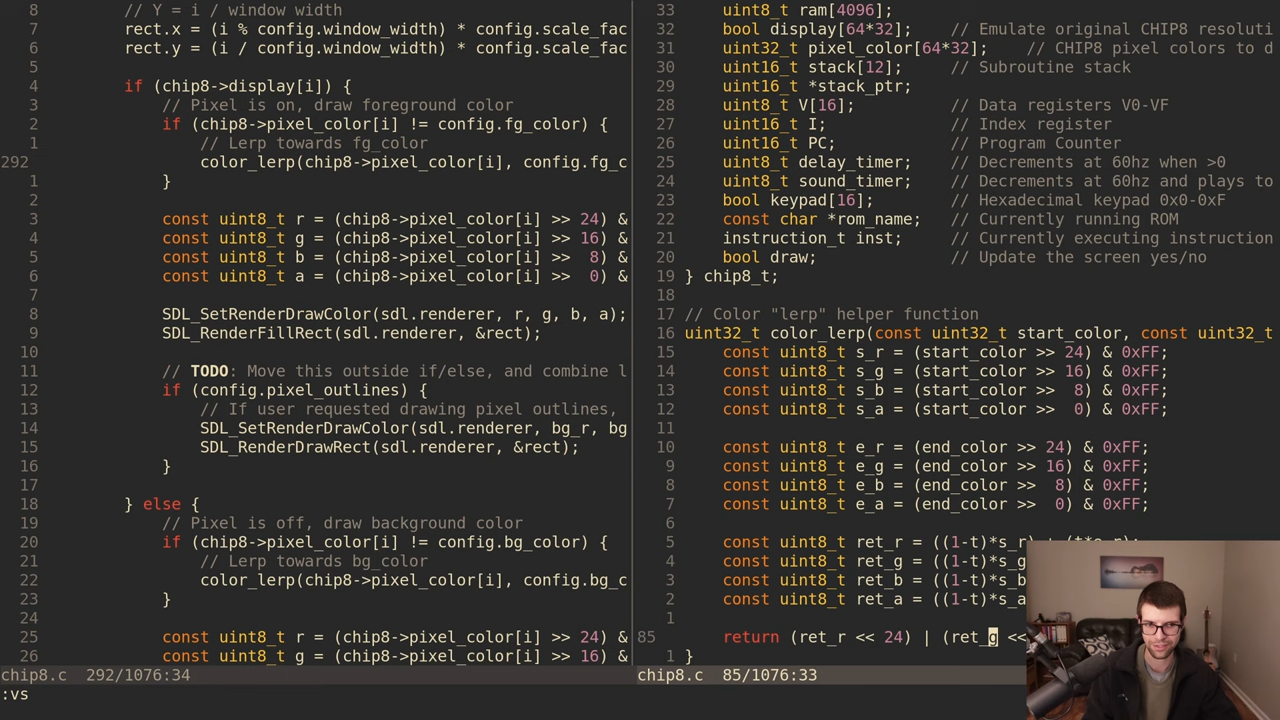 8 // Y = i / window width
7 rect.x = (i % config.window_width) * config.scale_fac
6 rect.y = (i / config.window_width) * config.scale_fac
5
4 if (chip8->display[i]) {
3 // Pixel is on, draw foreground color
2 if (chip8->pixel_color[i] != config.fg_color) {
1 // Lerp towards fg_color
292 color_lerp(chip8->pixel_color[i], config.fg_c
1 }
2
3 const uint8_t r = (chip8->pixel_color[i] >> 24) &
4 const uint8_t g = (chip8->pixel_color[i] >> 16) &
5 const uint8_t b = (chip8->pixel_color[i] >>  8) &
6 const uint8_t a = (chip8->pixel_color[i] >>  0) &
7
8 SDL_SetRenderDrawColor(sdl.renderer, r, g, b, a);
9 SDL_RenderFillRect(sdl.renderer, &rect);
10
11 // TODO: Move this outside if/else, and combine l
12 if (config.pixel_outlines) {
13 // If user requested drawing pixel outlines,
14 SDL_SetRenderDrawColor(sdl.renderer, bg_r, bg
15 SDL_RenderDrawRect(sdl.renderer, &rect);
16 }
17
18 } else {
19 // Pixel is off, draw background color
20 if (chip8->pixel_color[i] != config.bg_color) {
21 // Lerp towards bg_color
22 color_lerp(chip8->pixel_color[i], config.bg_c
23 }
24
25 const uint8_t r = (chip8->pixel_color[i] >> 24) &
26 const uint8_t g = (chip8->pixel_color[i] >> 16) &
chip8.c 292/1076:34
:vs
33 uint8_t ram[4096];
32 bool display[64*32]; // Emulate original CHIP8 resoluti
31 uint32_t pixel_color[64*32]; // CHIP8 pixel colors to d
30 uint16_t stack[12]; // Subroutine stack
29 uint16_t *stack_ptr;
28 uint8_t V[16]; // Data registers V0-VF
27 uint16_t I; // Index register
26 uint16_t PC; // Program Counter
25 uint8_t delay_timer; // Decrements at 60hz when >0
24 uint8_t sound_timer; // Decrements at 60hz and plays to
23 bool keypad[16]; // Hexadecimal keypad 0x0-0xF
22 const char *rom_name; // Currently running ROM
21 instruction_t inst; // Currently executing instruction
20 bool draw; // Update the screen yes/no
19 } chip8_t;
18
17 // Color "lerp" helper function
16 uint32_t color_lerp(const uint32_t start_color, const uint32_t
15 const uint8_t s_r = (start_color >> 24) & 0xFF;
14 const uint8_t s_g = (start_color >> 16) & 0xFF;
13 const uint8_t s_b = (start_color >>  8) & 0xFF;
12 const uint8_t s_a = (start_color >>  0) & 0xFF;
11
10 const uint8_t e_r = (end_color >> 24) & 0xFF;
9 const uint8_t e_g = (end_color >> 16) & 0xFF;
8 const uint8_t e_b = (end_color >>  8) & 0xFF;
7 const uint8_t e_a = (end_color >>  0) & 0xFF;
6
5 const uint8_t ret_r = ((1-t)*s_r) + (t*e_r);
4 const uint8_t ret_g = ((1-t)*s_g
3 const uint8_t ret_b = ((1-t)*s_b
2 const uint8_t ret_a = ((1-t)*s_a
1
85 return (ret_r << 24) | (ret_g <<
1 }
chip8.c 85/1076:33